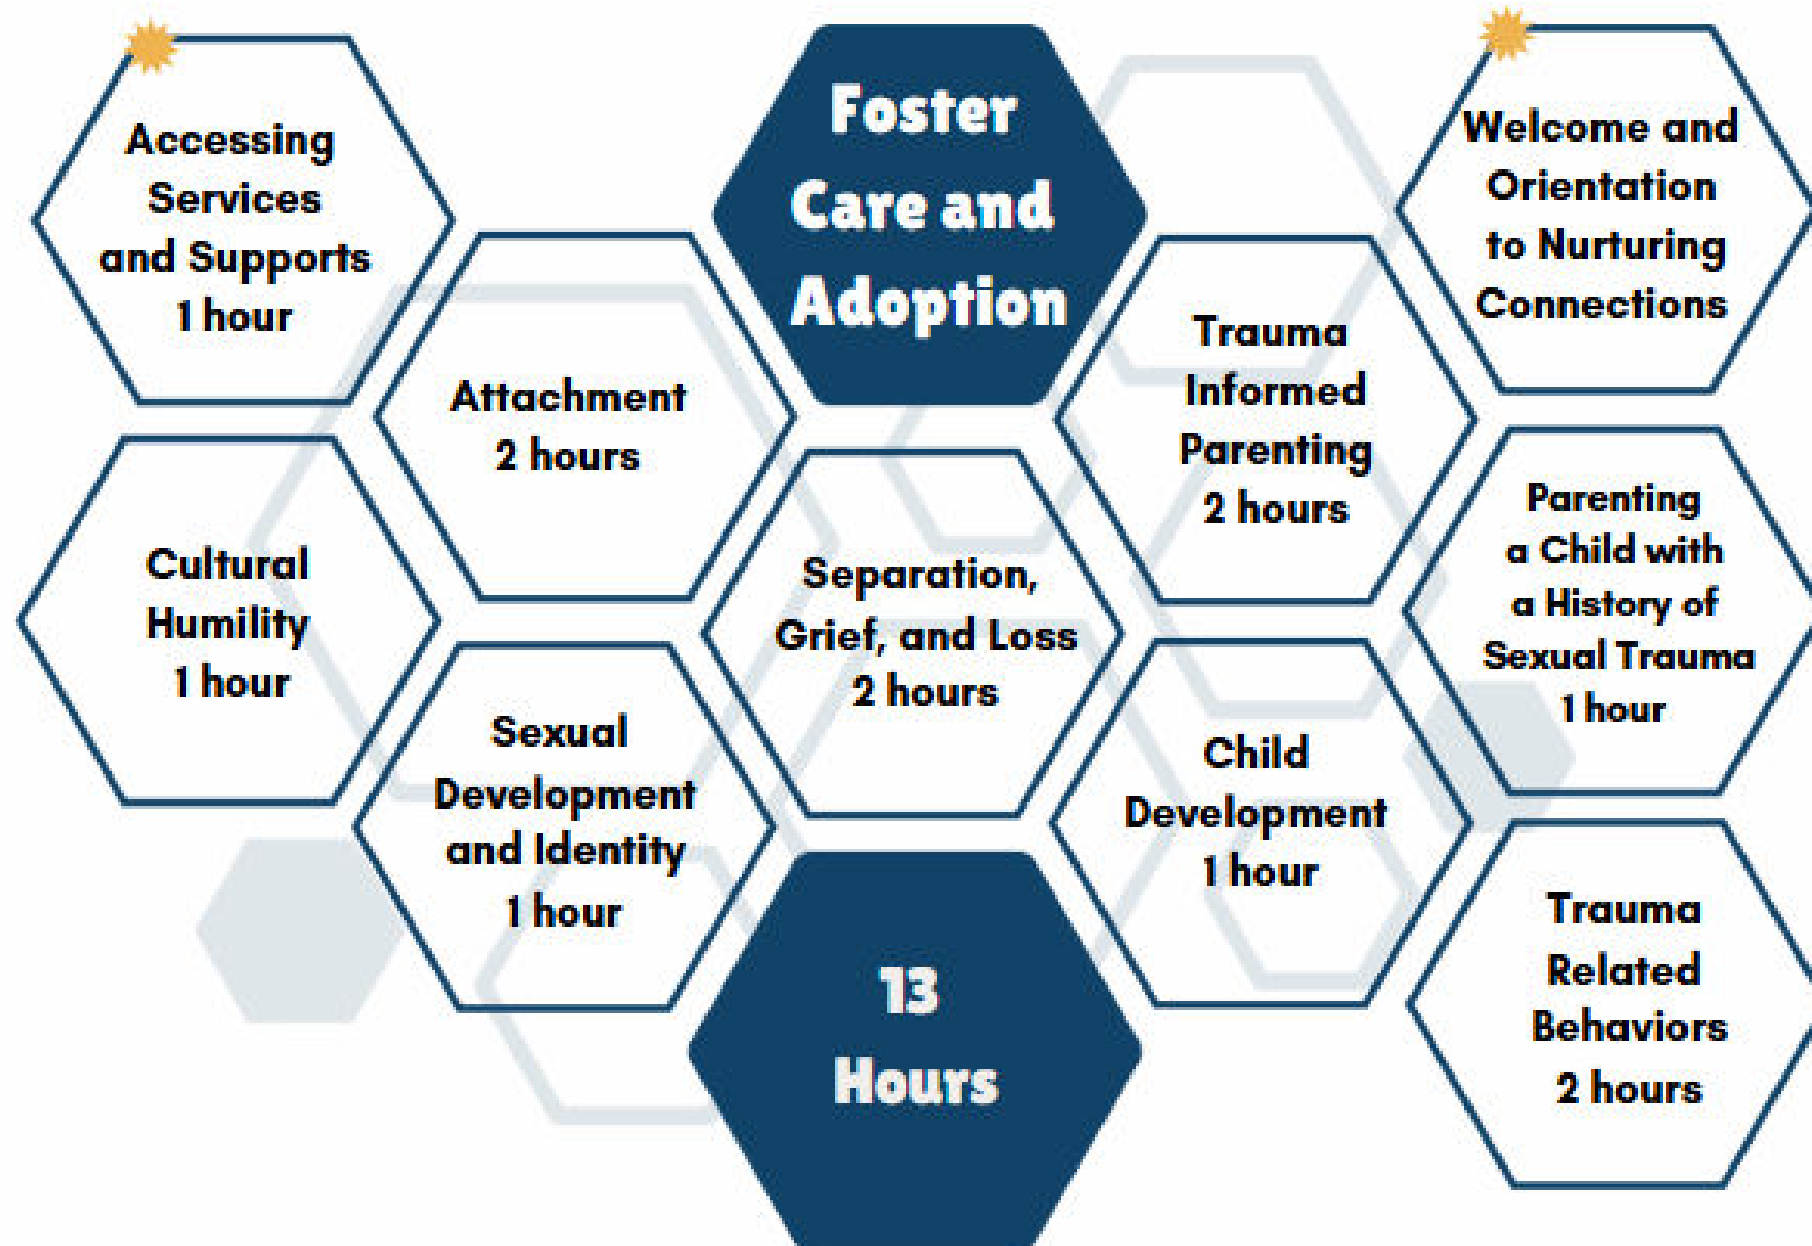 Accessing
Services
and Supports
1 hour
Foster
Care and
Adoption
Welcome and
Orientation
to Nurturing
Connections
Attachment
2 hours
Trauma
Informed
Parenting
2 hours
Cultural
Humility
1 hour
Separation,
Grief, and Loss
2 hours
Parenting
a Child with
a History of
Sexual Trauma
1 hour
Sexual
Development
and Identity
1 hour
Child
Development
1 hour
13
Hours
Trauma
Related
Behaviors
2 hours